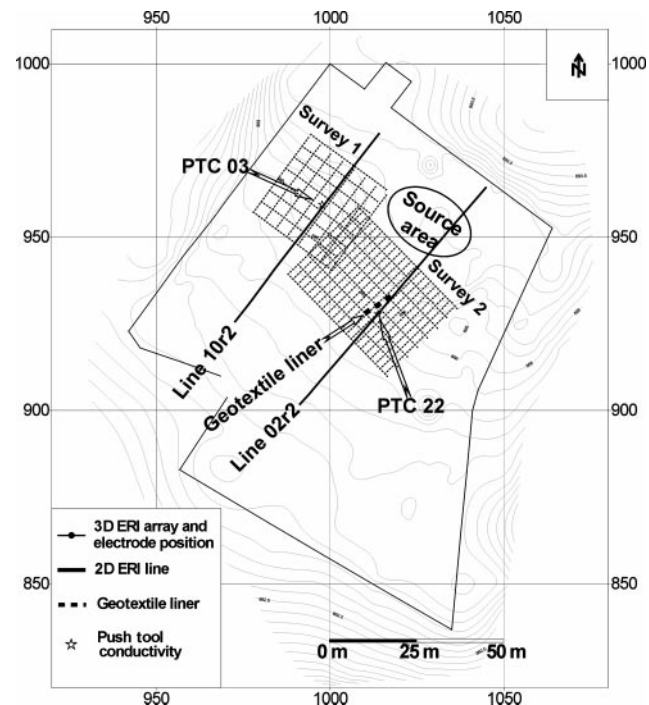 950
1000
1050
1000
1000
N
Survey 1
PTC 03
Source
area
950
950
Survey 2
Line 10r2
Geotextile liner
900
900
PTC 22
Line 02r2
3D ERI array and
electrode position
2D ERI line
850
850
Geotextile liner
Push tool
conductivity
0 m
25 m
50 m
950
1000
1050